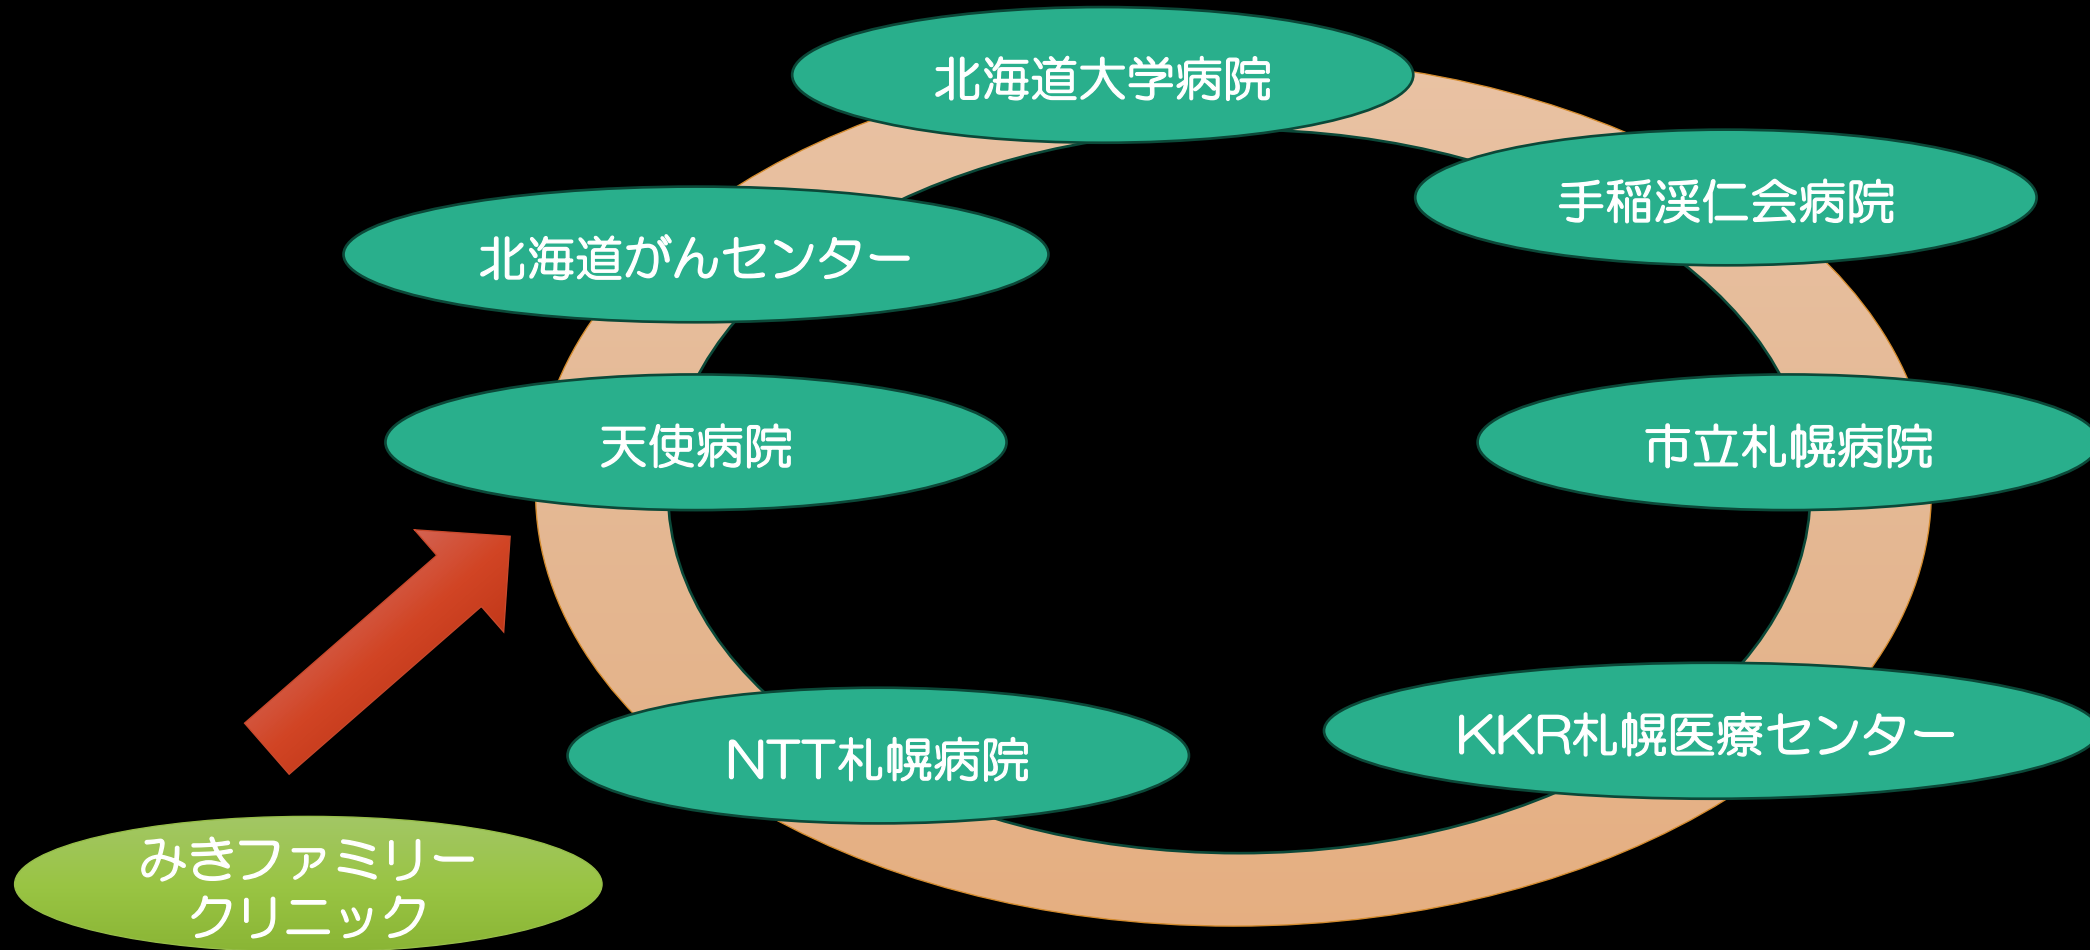 北海道大学病院
手稲渓仁会病院
北海道がんセンター
天使病院
市立札幌病院
NTT札幌病院
KKR札幌医療センター
みきファミリー
クリニック